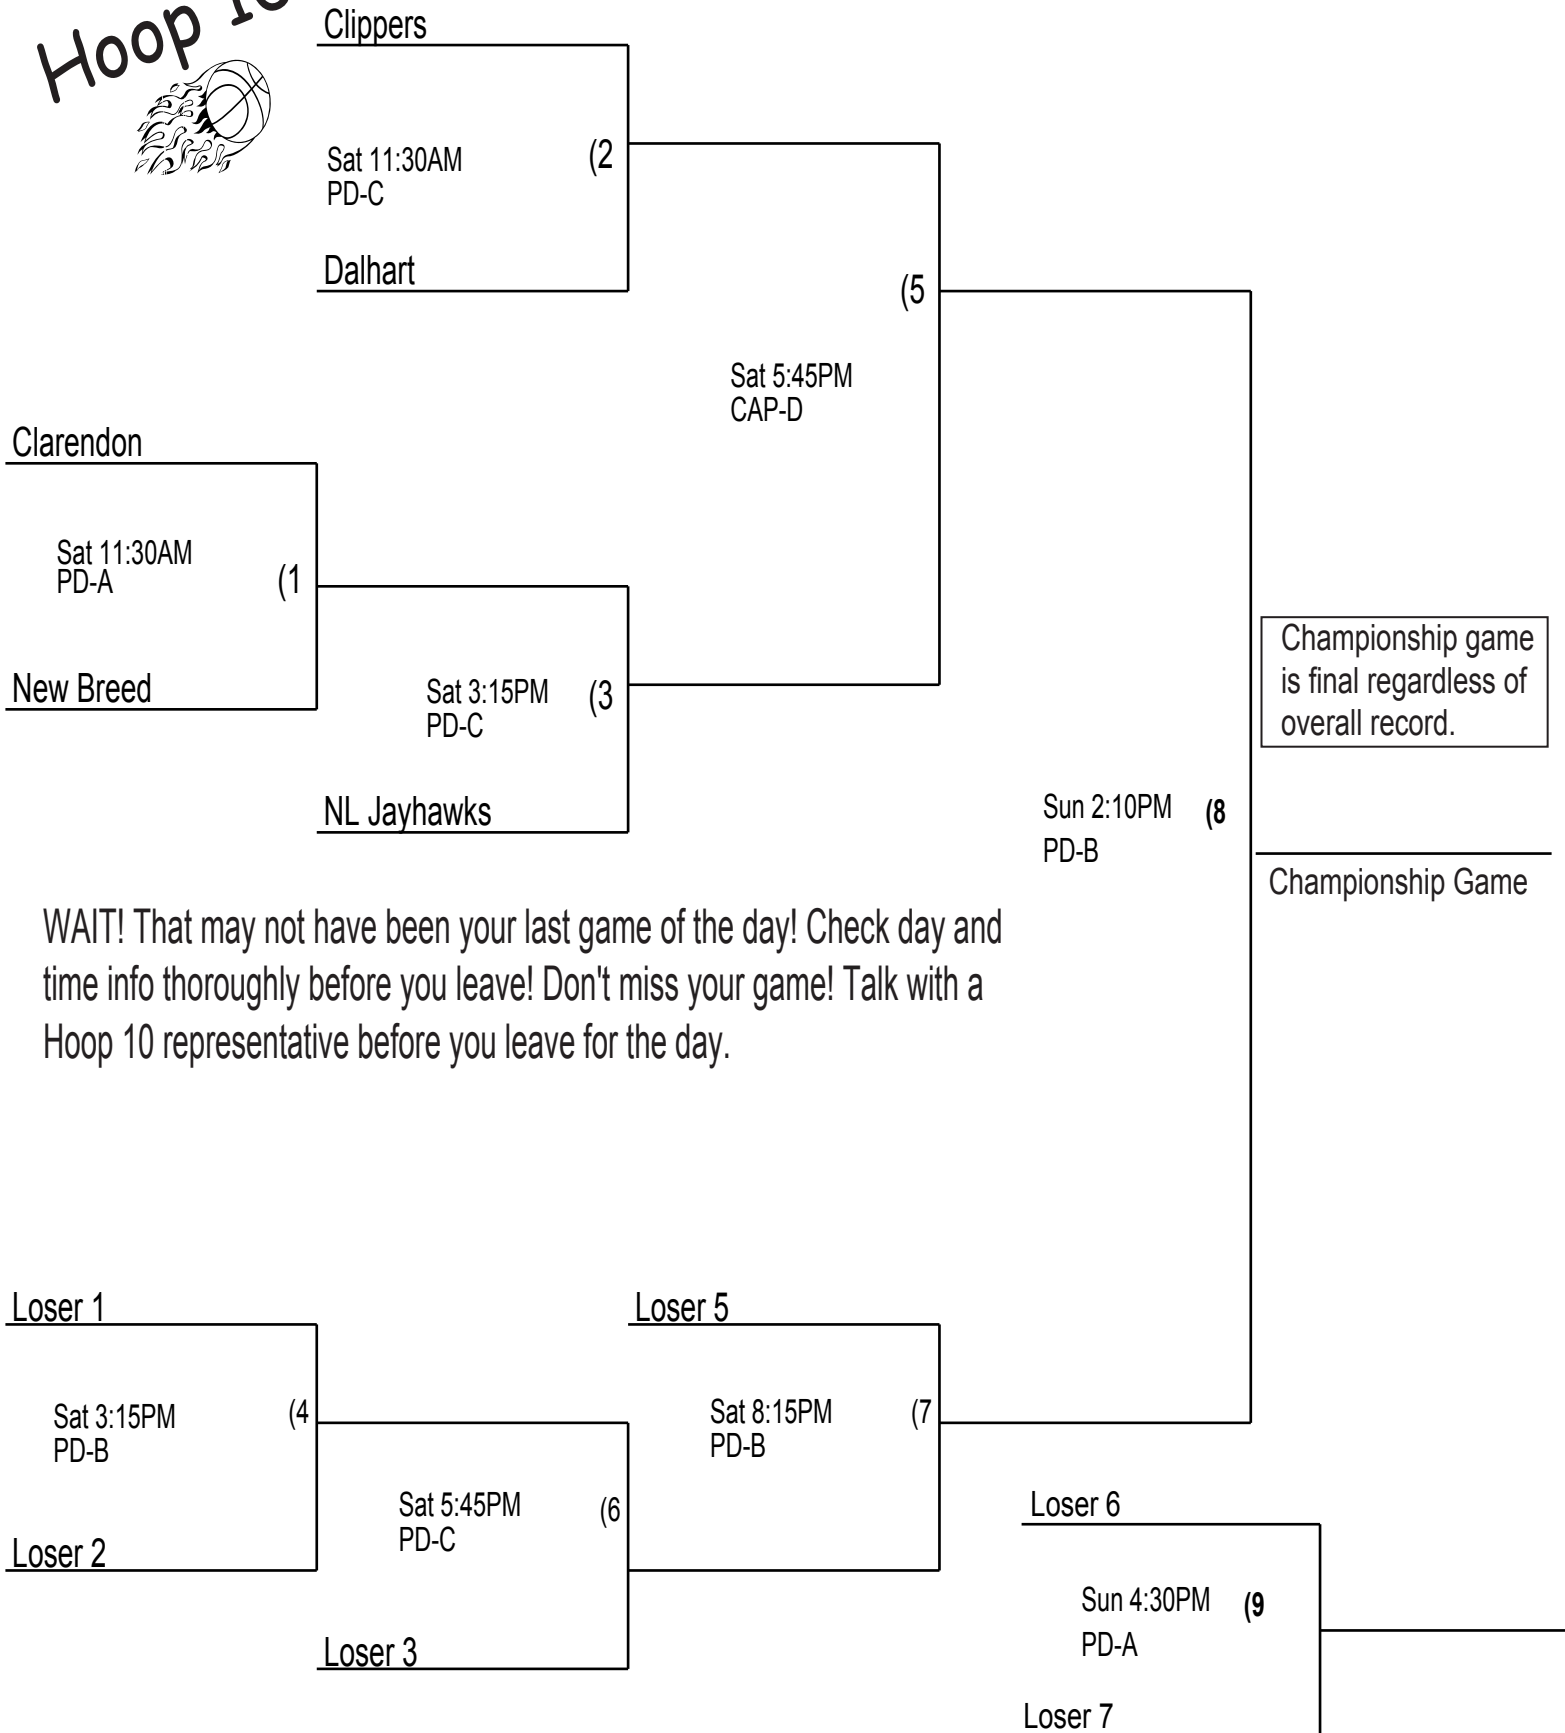 Hoop 10
Clippers
Sat 11:30AM
PD-C
(2
Dalhart
(5
Sat 5:45PM
CAP-D
Clarendon
Sat 11:30AM
PD-A
(1
New Breed
Sat 3:15PM
PD-C
(3
NL Jayhawks
Championship game
is final regardless of
overall record.
Sun 2:10PM
PD-B
(8
Championship Game
WAIT! That may not have been your last game of the day! Check day and
time info thoroughly before you leave! Don't miss your game! Talk with a
Hoop 10 representative before you leave for the day.
Loser 1
Sat 3:15PM
PD-B
(4
Loser 2
Sat 5:45PM
PD-C
(6
Loser 3
Loser 5
Sat 8:15PM
PD-B
(7
Loser 6
Sun 4:30PM
PD-A
(9
Loser 7